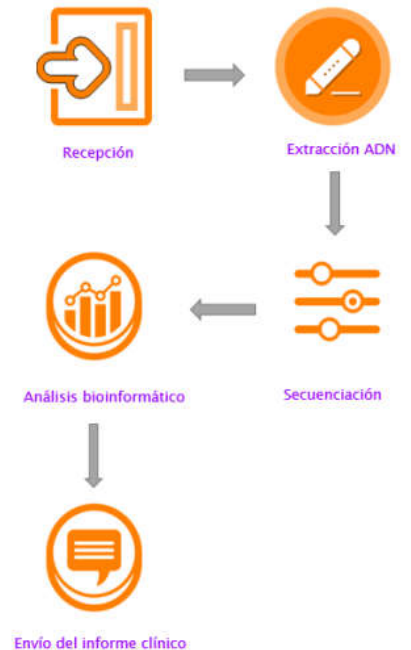 Recepción
Extracción ADN
Secuenciación
Análisis bioinformático
Envío del informe clínico